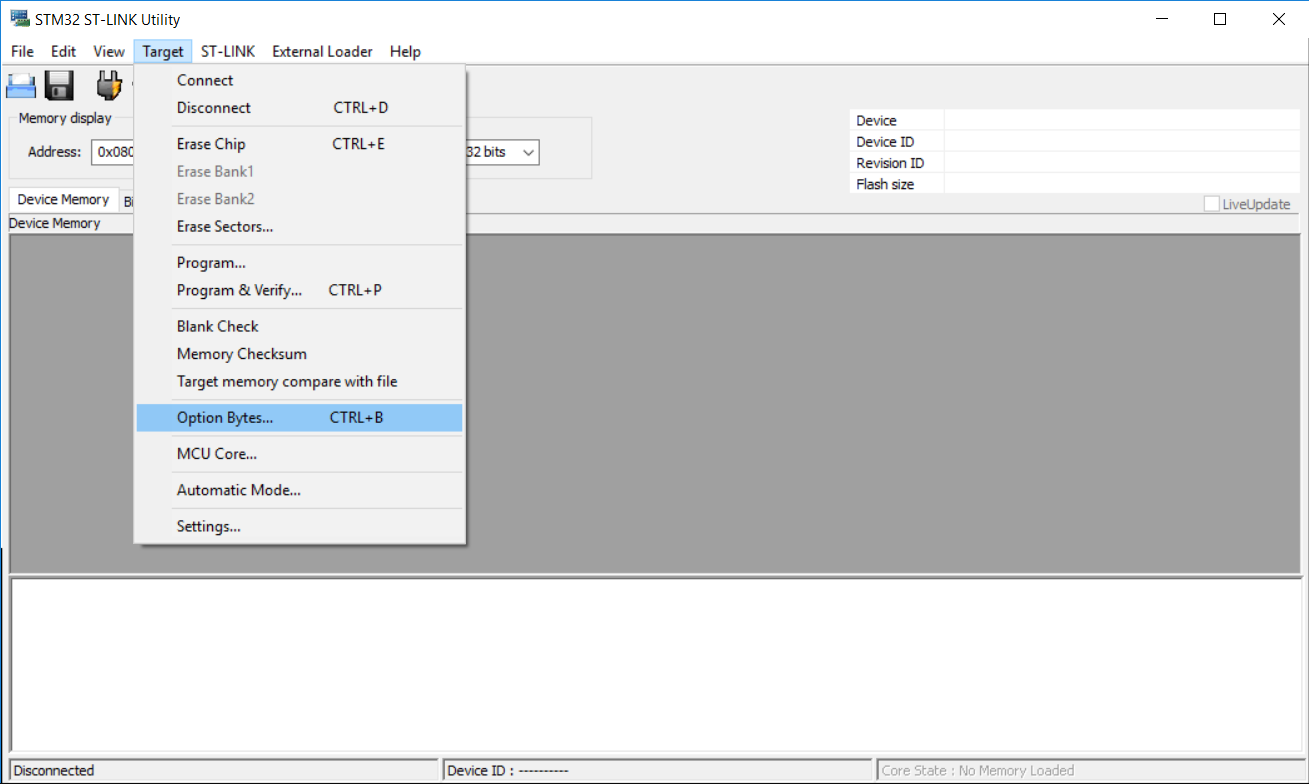 STM32 ST-LINK Utility
File Edit View Target ST-LINK External Loader Help
Connect
Disconnect CTRL+D
Erase Chip CTRL+E
Erase Bank1
Erase Bank2
Erase Sectors...
Program...
Program & Verify... CTRL+P
Blank Check
Memory Checksum
Target memory compare with file
Option Bytes... CTRL+B
MCU Core...
Automatic Mode...
Settings...
Memory display
Address: 0x080
32 bits
Device
Device ID
Revision ID
Flash size
LiveUpdate
Device Memory
Device Memory
Disconnected
Device ID : ----------
Core State : No Memory Loaded